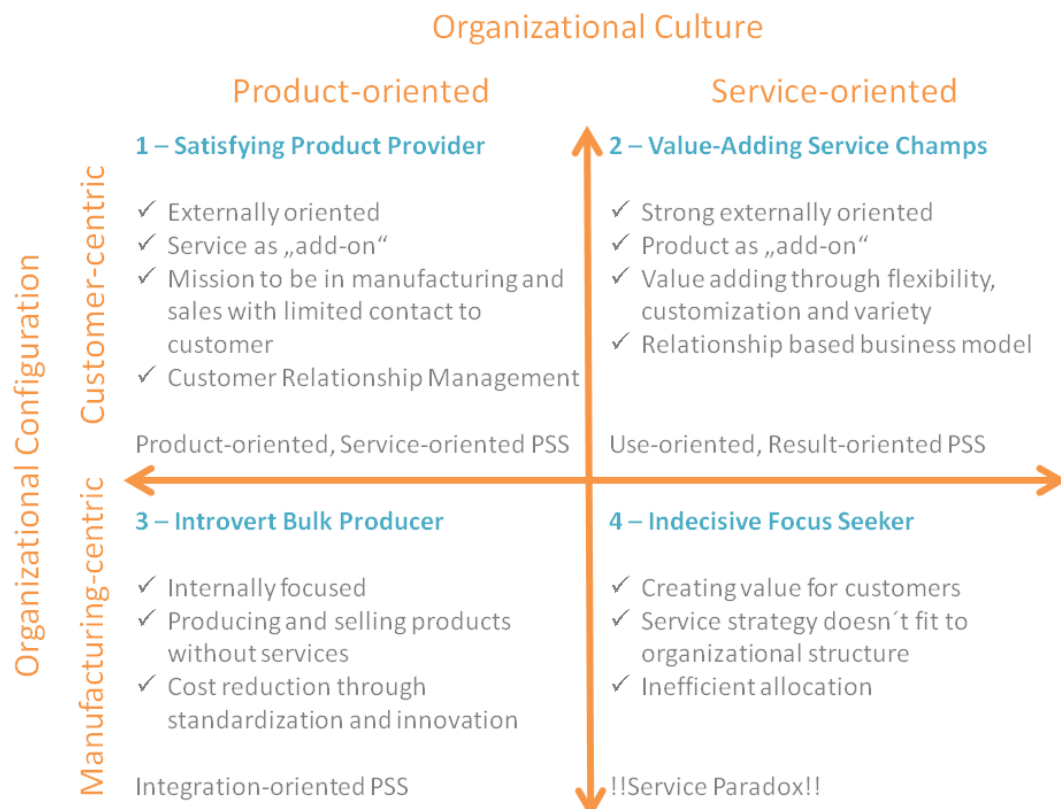 Organizational Culture
Product-oriented
Service-oriented
Organizational Configuration
Customer-centric
Manufacturing-centric
1 – Satisfying Product Provider
✓ Externally oriented
✓ Service as „add-on“
✓ Mission to be in manufacturing and
sales with limited contact to
customer
✓ Customer Relationship Management
Product-oriented, Service-oriented PSS
2 – Value-Adding Service Champs
✓ Strong externally oriented
✓ Product as „add-on“
✓ Value adding through flexibility,
customization and variety
✓ Relationship based business model
Use-oriented, Result-oriented PSS
3 – Introvert Bulk Producer
✓ Internally focused
✓ Producing and selling products
without services
✓ Cost reduction through
standardization and innovation
Integration-oriented PSS
4 – Indecisive Focus Seeker
✓ Creating value for customers
✓ Service strategy doesn´t fit to
organizational structure
✓ Inefficient allocation
!!Service Paradox!!